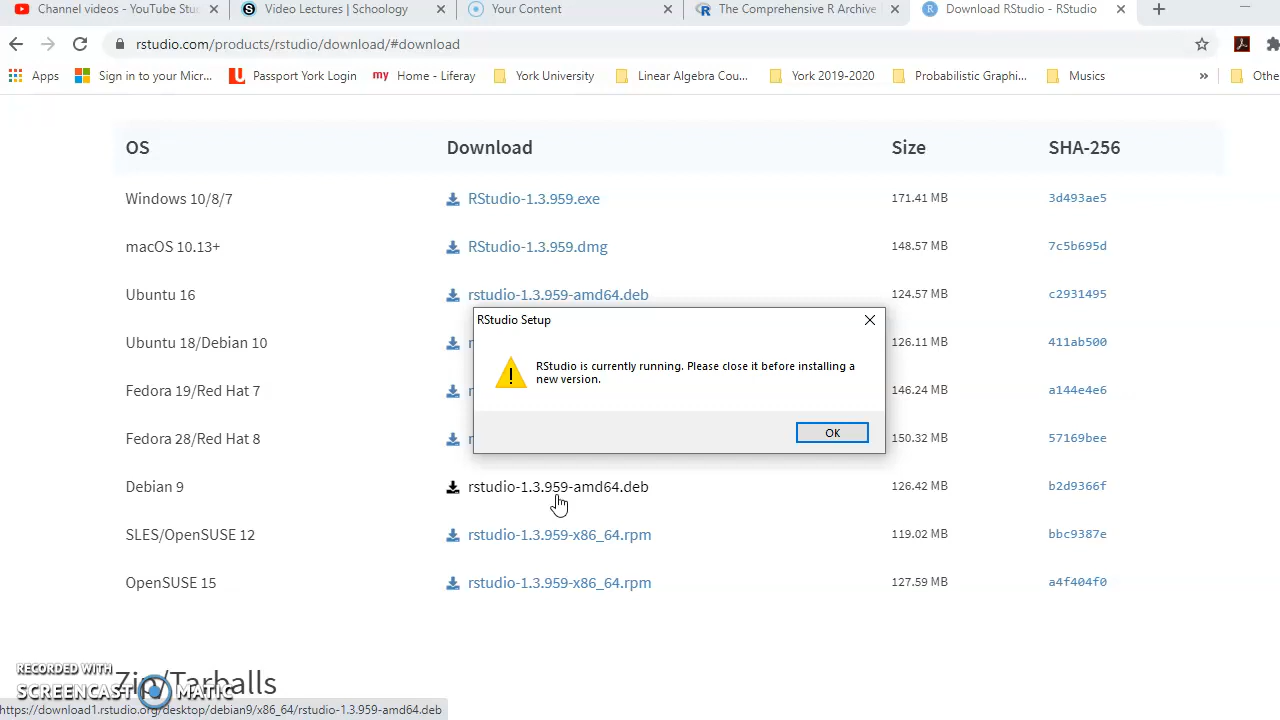 Channel videos - YouTube Stu
Video Lectures | Schoology
Your Content
The Comprehensive R Archive
Download RStudio - RStudio
rstudio.com/products/rstudio/download/#download
Apps
Sign in to your Micr...
Passport York Login
my Home - Liferay
York University
Linear Algebra Cou...
York 2019-2020
Probabilistic Graphi...
Musics
»
Othe
OS Download Size SHA-256
Windows 10/8/7 RStudio-1.3.959.exe 171.41 MB 3d493ae5
macOS 10.13+ RStudio-1.3.959.dmg 148.57 MB 7c5b695d
Ubuntu 16 rstudio-1.3.959-amd64.deb 124.57 MB c2931495
Ubuntu 18/Debian 10 r 126.11 MB 411ab500
Fedora 19/Red Hat 7 r 146.24 MB a144e4e6
Fedora 28/Red Hat 8 r 150.32 MB 57169bee
Debian 9 rstudio-1.3.959-amd64.deb 126.42 MB b2d9366f
SLES/OpenSUSE 12 rstudio-1.3.959-x86_64.rpm 119.02 MB bbc9387e
OpenSUSE 15 rstudio-1.3.959-x86_64.rpm 127.59 MB a4f404f0
RStudio Setup
RStudio is currently running. Please close it before installing a
new version.
OK
Zip/Tarballs
RECORDED WITH
SCREENCAST MATIC
https://download1.rstudio.org/desktop/debian9/x86_64/rstudio-1.3.959-amd64.deb